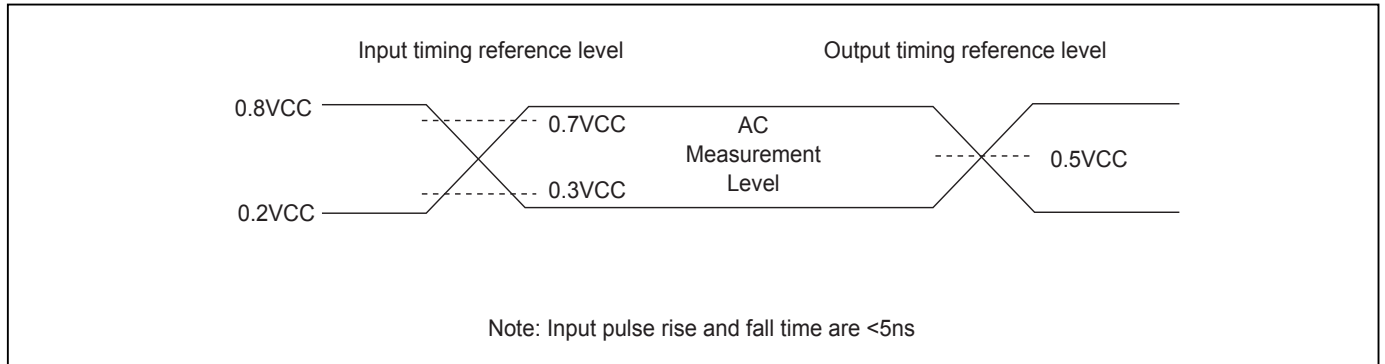 Input timing reference level
Output timing reference level
0.8VCC
0.7VCC
AC
Measurement
Level
0.5VCC
0.3VCC
0.2VCC
Note: Input pulse rise and fall time are <5ns